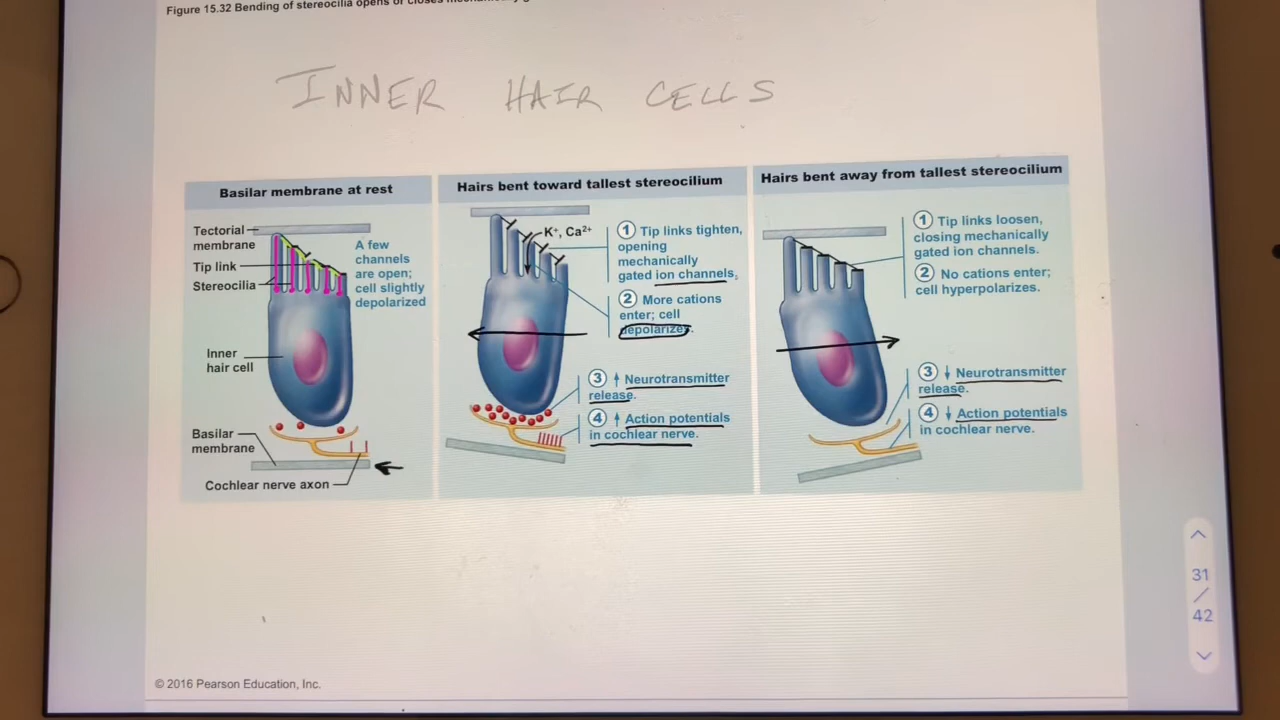 Figure 15.32 Bending of stereocilia opens or closes
INNER HAIR CELLS
Basilar membrane at rest
Tectorial
membrane
Tip link
Stereocilia
A few
channels
are open;
cell slightly
depolarized
Inner
hair cell
Basilar
membrane
Cochlear nerve axon
Hairs bent toward tallest stereocilium
K+, Ca2+
1 Tip links tighten,
opening
mechanically
gated ion channels.
2 More cations
enter; cell
depolarizes.
3 ↑ Neurotransmitter
release.
4 ↑ Action potentials
in cochlear nerve.
Hairs bent away from tallest stereocilium
1 Tip links loosen,
closing mechanically
gated ion channels.
2 No cations enter;
cell hyperpolarizes.
3 ↓ Neurotransmitter
release.
4 ↓ Action potentials
in cochlear nerve.
31
/
42
© 2016 Pearson Education, Inc.